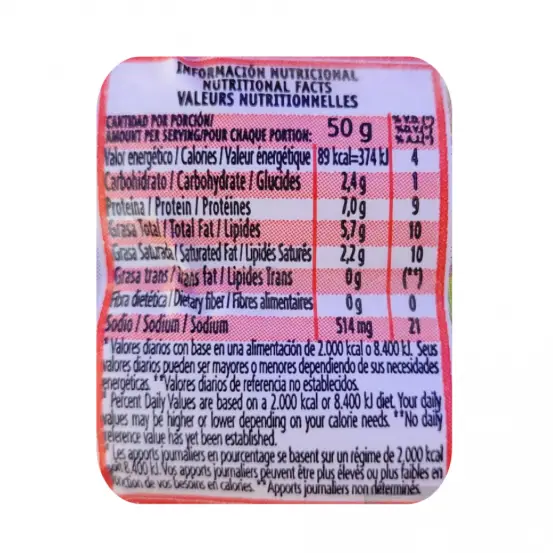 INFORMACIÓN NUTRICIONAL
NUTRITIONAL FACTS
VALEURS NUTRITIONNELLES
CANTIDAD POR PORCIÓN/
AMOUNT PER SERVING/POUR CHAQUE PORTION: 50 g % V.D.(*) % D.V.(*) % A.J.(*)
Valor energético / Calories / Valeur énergétique 89 kcal=374 kJ 4
Carbohidrato / Carbohydrate / Glucides 2,4 g 1
Proteína / Protein / Protéines 7,0 g 9
Grasa Total / Total Fat / Lipides 5,7 g 10
Grasa Saturada / Saturated Fat / Lipides Saturés 2,2 g 10
Grasa trans / Trans fat / Lipides Trans 0 g (**)
Fibra dietética / Dietary fiber / Fibres alimentaires 0 g 0
Sodio / Sodium / Sodium 514 mg 21
* Valores diarios con base en una alimentación de 2.000 kcal o 8.400 kJ. Seus
valores diarios pueden ser mayores o menores dependiendo de sus necesidades
energéticas. **Valores diarios de referencia no establecidos.
* Percent Daily Values are based on a 2.000 kcal or 8.400 kJ diet. Your daily
values may be higher or lower depending on your calorie needs. **No daily
reference value has yet been established.
* Les apports journaliers en pourcentage se basent sur un régime de 2.000 kcal
8.400 kJ. Vos apports journaliers peuvent être plus élevés ou plus faibles en
fonction de vos besoins en calories. **Apports journaliers non déterminés.